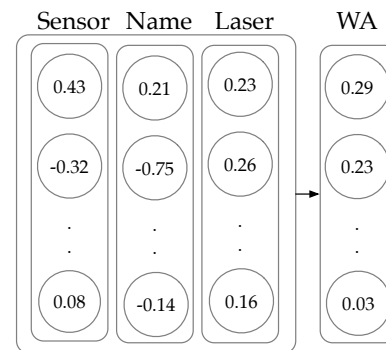 Sensor Name Laser WA
0.43 0.21 0.23 0.29
-0.32 -0.75 0.26 0.23
. . . .
. . . .
0.08 -0.14 0.16 0.03